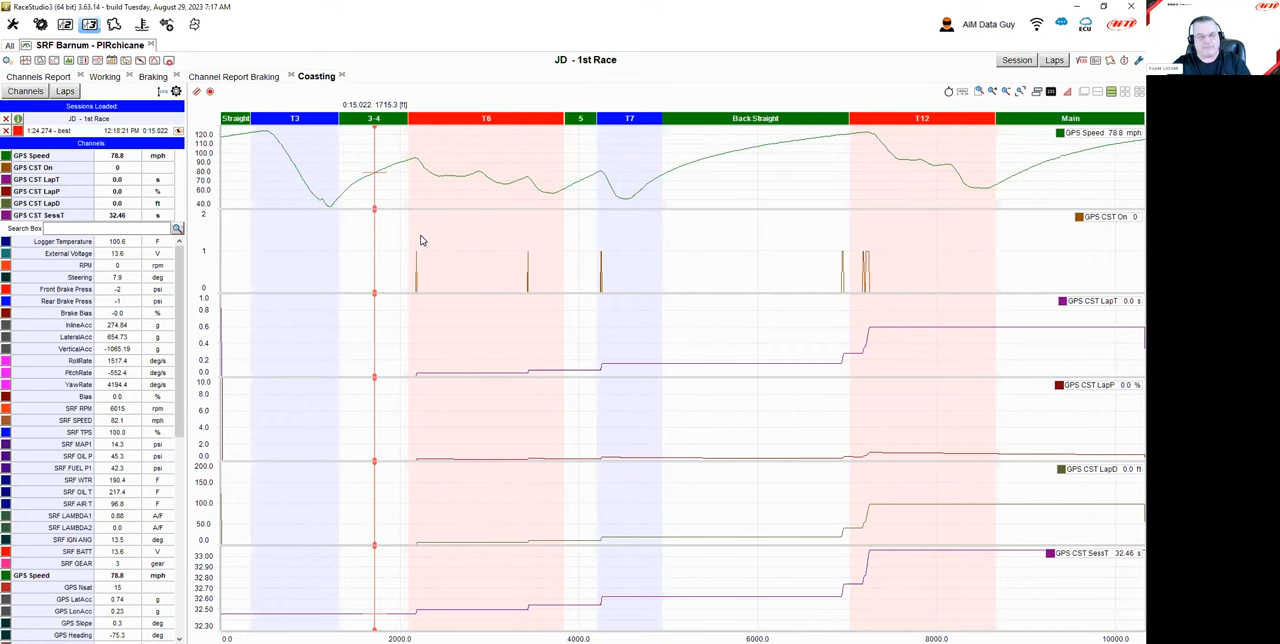 RaceStudio3 (64 bit) 3.63.14 - build Tuesday, August 29, 2023 7:17 AM
AiM Data Guy
ECU
All SRF Barnum - PIRchicane
JD - 1st Race
Session Laps
Channels Report Working Braking Channel Report Braking Coasting
Channels Laps
0:15.022 1715.3 [ft]
Sessions Loaded:
JD - 1st Race
1:24.274 - best 12:18:21 PM 0:15.022
Channels:
GPS Speed 78.8 mph
GPS CST On 0
GPS CST LapT 0.0 s
GPS CST LapP 0.0 %
GPS CST LapD 0.0 ft
GPS CST SessT 32.46 s
Search Box
Logger Temperature 100.6 F
External Voltage 13.6 V
RPM 0 rpm
Steering 7.9 deg
Front Brake Press -2 psi
Rear Brake Press -1 psi
Brake Bias -0.0 %
InlineAcc 274.84 g
LateralAcc 654.73 g
VerticalAcc -1065.19 g
RollRate 1517.4 deg/s
PitchRate -552.4 deg/s
YawRate 4194.4 deg/s
Bias 0.0 %
SRF RPM 6015 rpm
SRF SPEED 82.1 mph
SRF TPS 100.0 %
SRF MAP1 14.3 psi
SRF OIL P 45.3 psi
SRF FUEL P1 42.3 psi
SRF WTR 190.4 F
SRF OIL T 217.4 F
SRF AIR T 96.8 F
SRF LAMBDA1 0.88 A/F
SRF LAMBDA2 0.0 A/F
SRF IGN ANG 13.5 deg
SRF BATT 13.6 V
SRF GEAR 3 gear
GPS Speed 78.8 mph
GPS Nsat 15
GPS LatAcc 0.74 g
GPS LonAcc 0.23 g
GPS Slope 0.3 deg
GPS Heading -75.3 deg
Straight T3 3-4 T6 5 T7 Back Straight T12 Main
GPS Speed 78.8 mph
120.0
110.0
100.0
90.0
80.0
70.0
60.0
GPS CST On 0
2
1
0
GPS CST LapT 0.0 s
1.0
0.8
0.6
0.4
0.2
0.0
GPS CST LapP 0.0 %
10.0
8.0
6.0
4.0
2.0
0.0
GPS CST LapD 0.0 ft
200.0
150.0
100.0
50.0
0.0
GPS CST SessT 32.46 s
33.00
32.90
32.80
32.70
32.60
32.50
32.30
0.0 2000.0 4000.0 6000.0 8000.0 10000.0